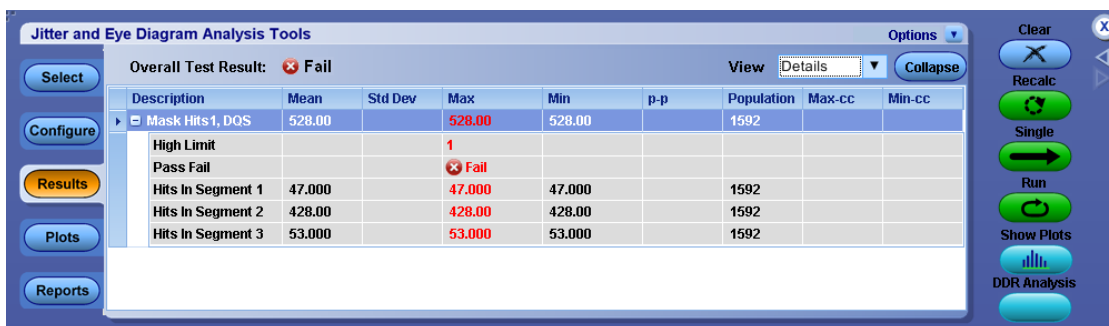 Jitter and Eye Diagram Analysis Tools
Options
Clear
X
Select
Overall Test Result: Fail
View Details Collapse
Recalc
Description Mean Std Dev Max Min p-p Population Max-cc Min-cc
Configure
Mask Hits1, DQS 528.00 528.00 528.00 1592
Single
High Limit 1
Pass Fail Fail
Results
Hits In Segment 1 47.000 47.000 47.000 1592
Run
Hits In Segment 2 428.00 428.00 428.00 1592
Plots
Hits In Segment 3 53.000 53.000 53.000 1592
Show Plots
DDR Analysis
Reports